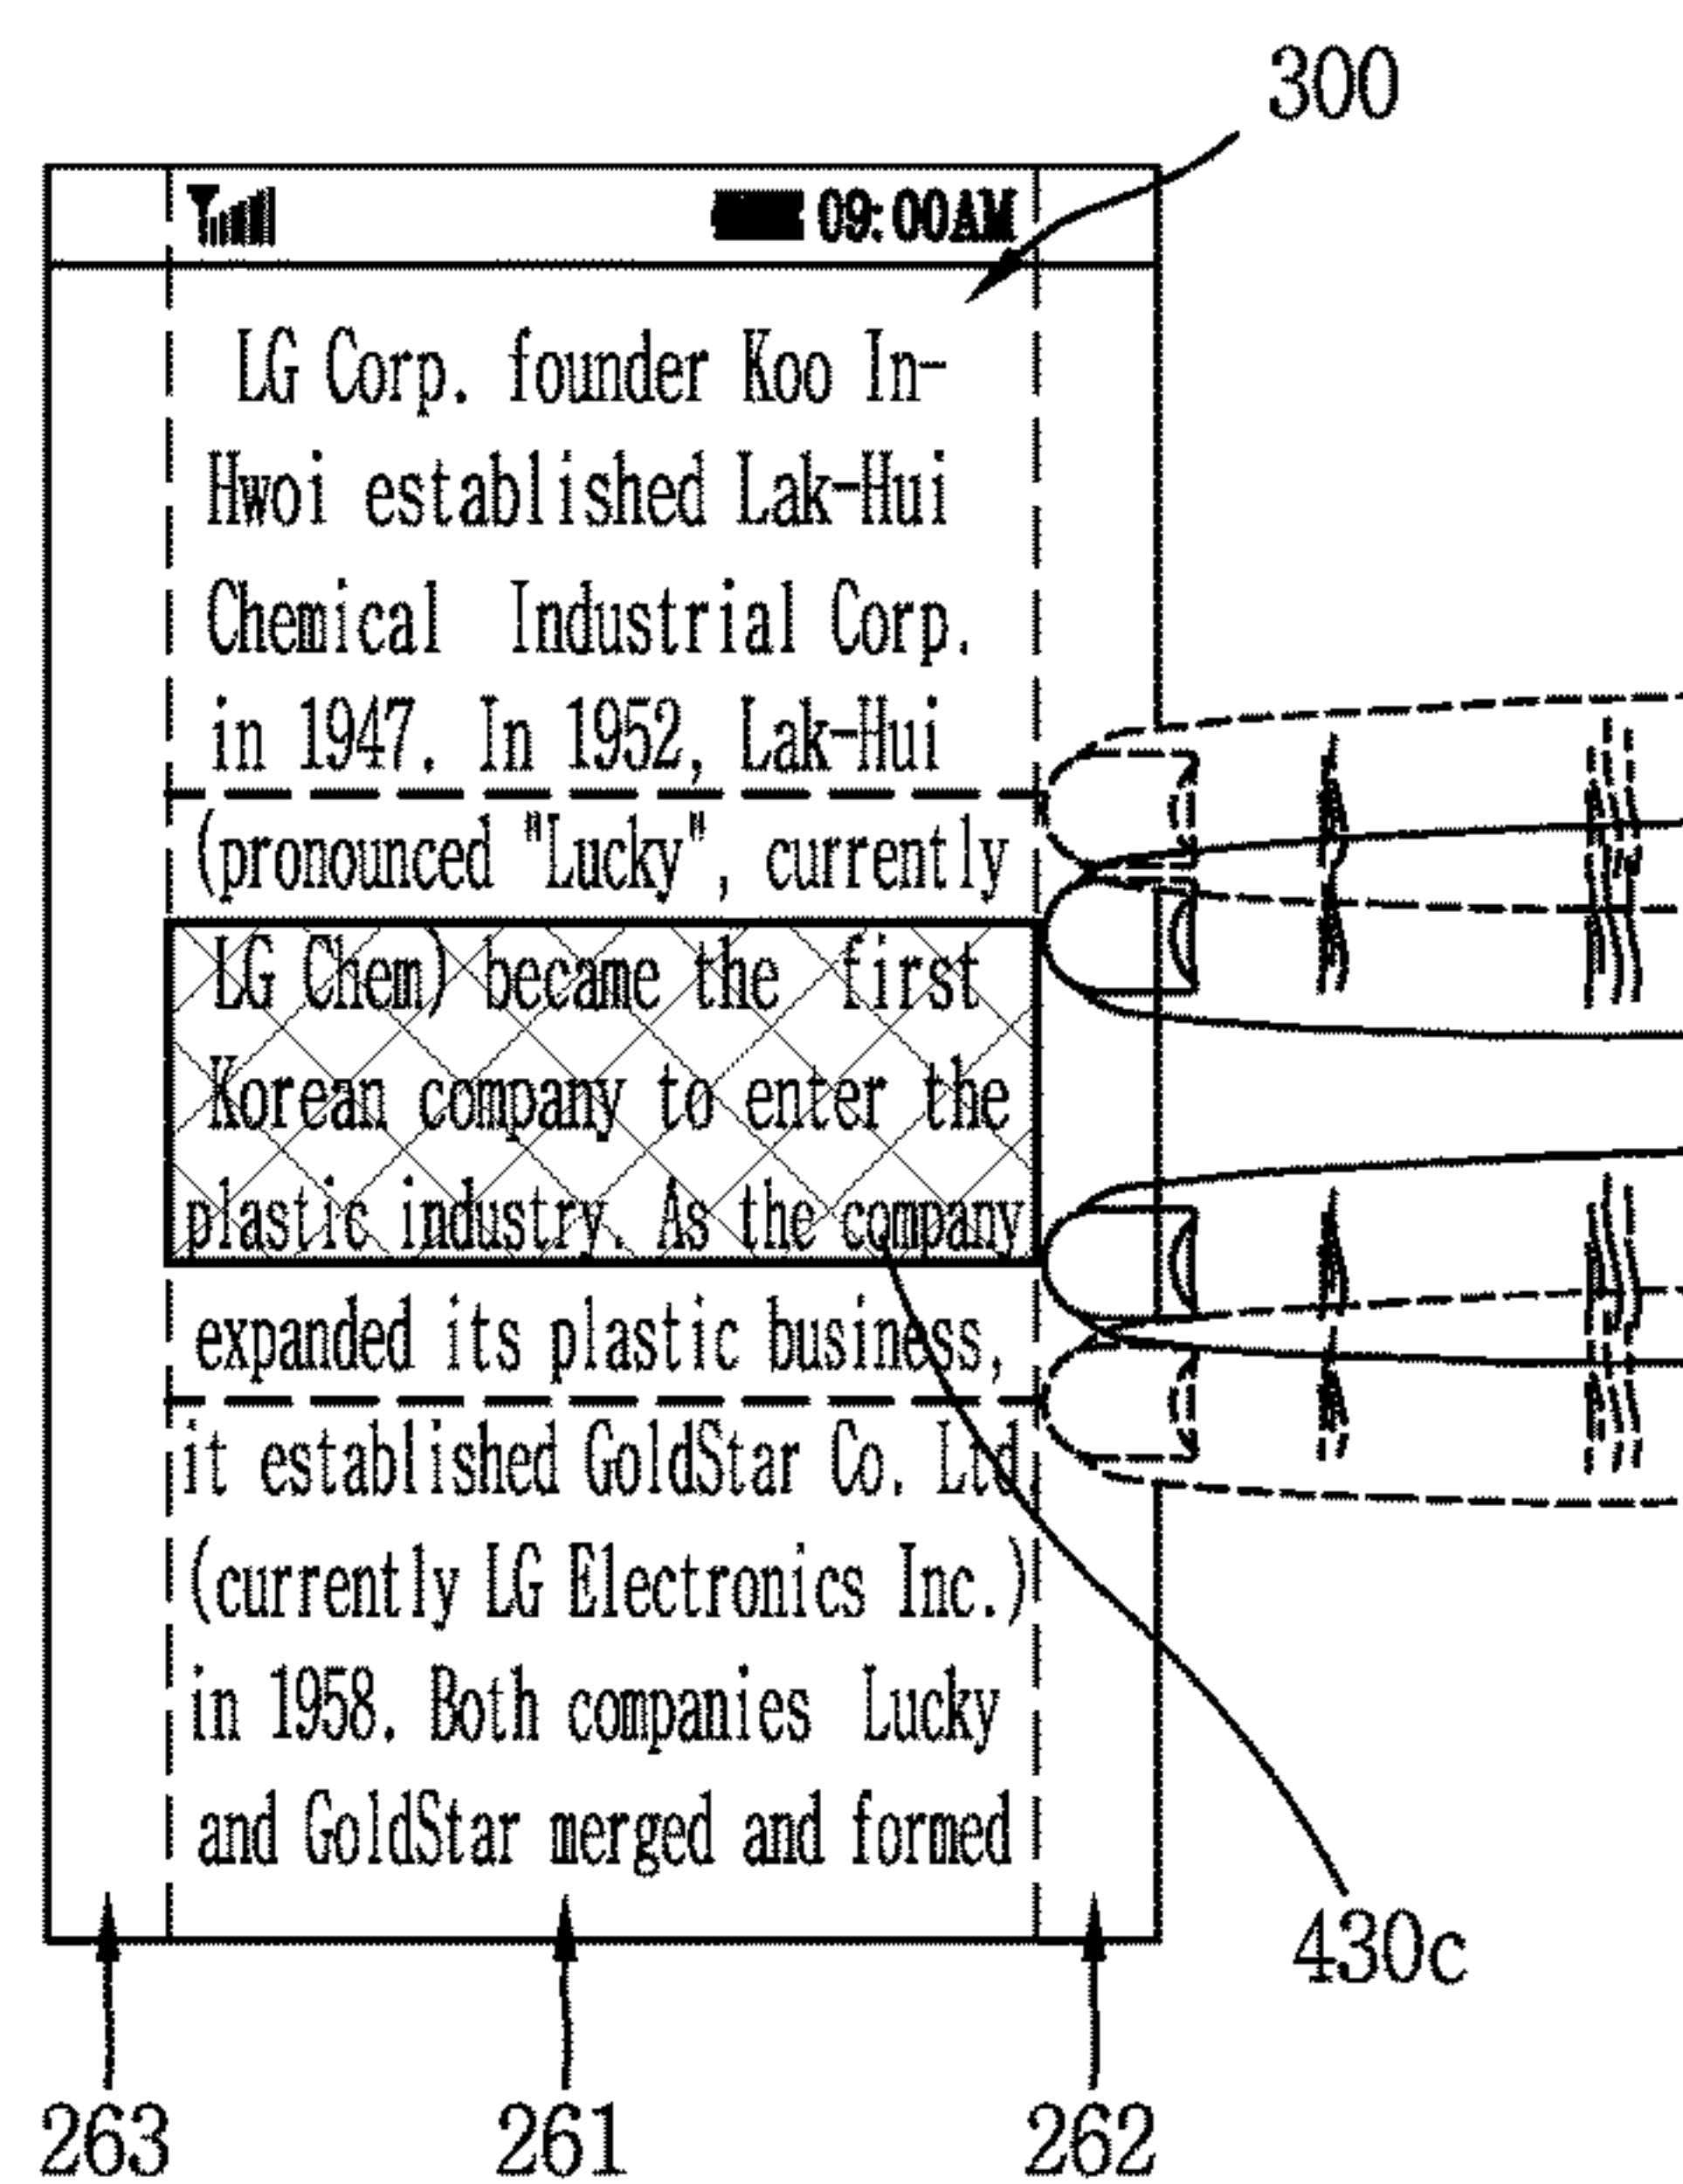 300
09:00AM
LG Corp. founder Koo In-
Hwoi established Lak-Hui
Chemical Industrial Corp.
in 1947. In 1952, Lak-Hui
(pronounced "Lucky", currently
LG Chem) became the first
Korean company to enter the
plastic industry. As the company
expanded its plastic business,
it established GoldStar Co. Ltd.
(currently LG Electronics Inc.)
in 1958. Both companies Lucky
and GoldStar merged and formed
430c
263 261 262